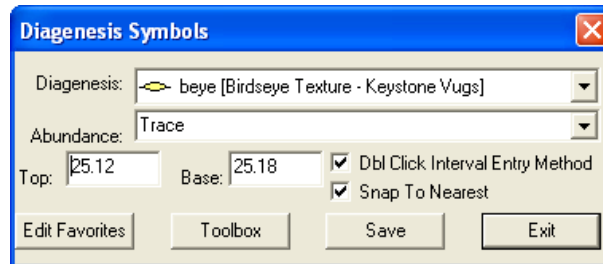 Diagenesis Symbols
Diagenesis: beye [Birdseye Texture - Keystone Vugs]
Abundance: Trace
Top: 25.12 Base: 25.18 Dbl Click Interval Entry Method
Snap To Nearest
Edit Favorites Toolbox Save Exit